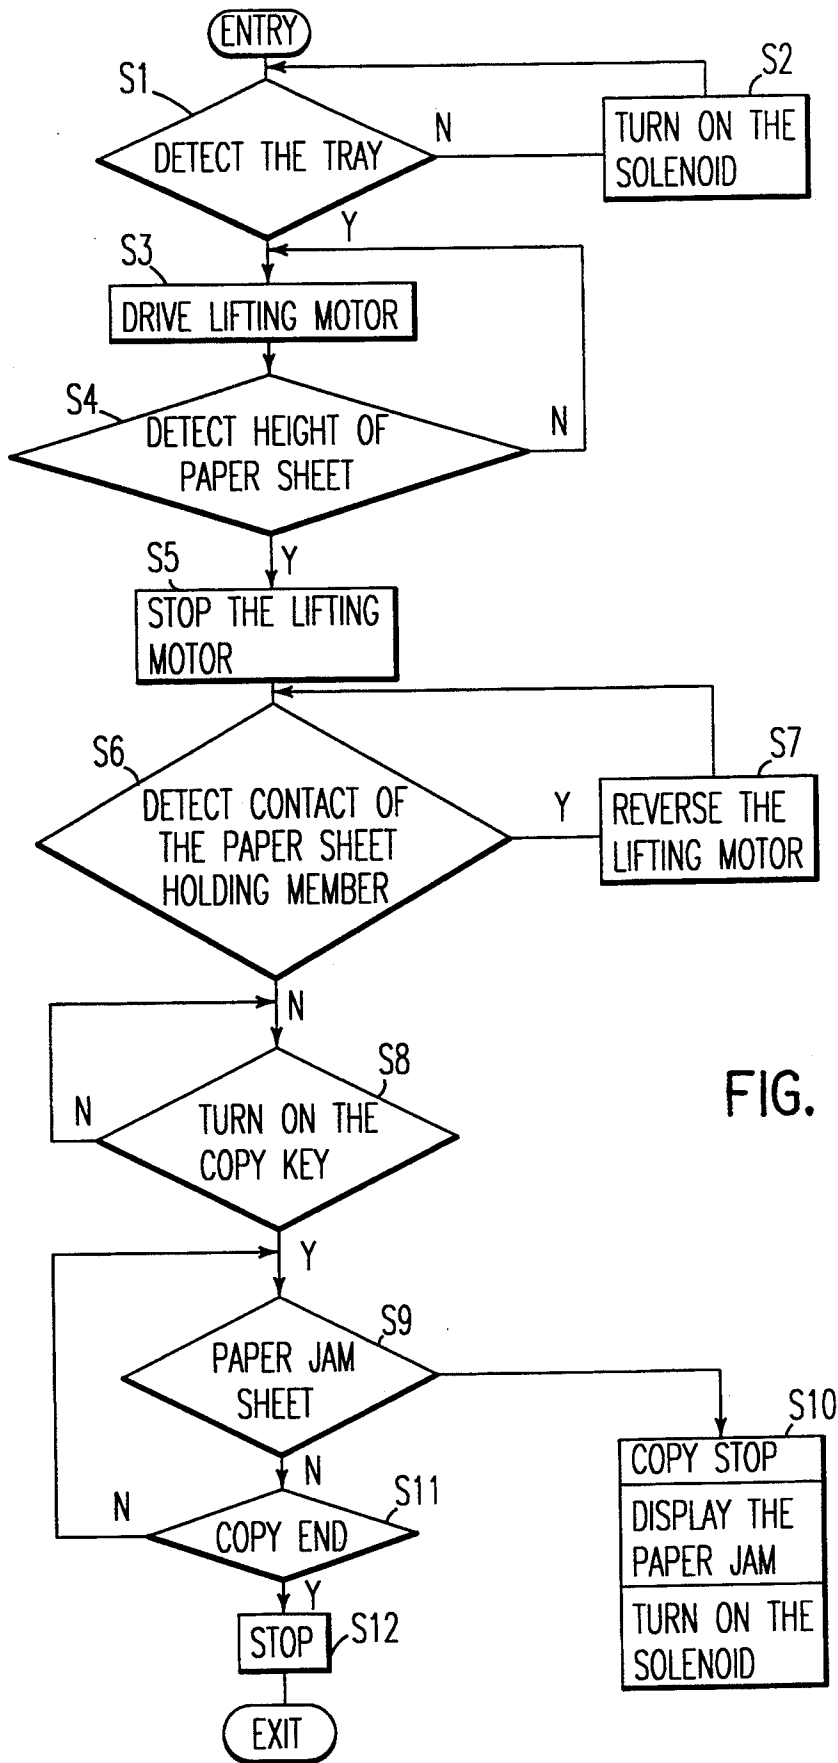 ENTRY
S1
S2
DETECT THE TRAY
N
TURN ON THE
SOLENOID
Y
S3
DRIVE LIFTING MOTOR
S4
DETECT HEIGHT OF
PAPER SHEET
N
Y
S5
STOP THE LIFTING
MOTOR
S6
S7
DETECT CONTACT OF
THE PAPER SHEET
HOLDING MEMBER
Y
REVERSE THE
LIFTING MOTOR
N
S8
TURN ON THE
COPY KEY
N
FIG.
Y
S9
PAPER JAM
SHEET
S10
COPY STOP
DISPLAY THE
PAPER JAM
TURN ON THE
SOLENOID
N
S11
COPY END
N
Y
STOP
S12
EXIT